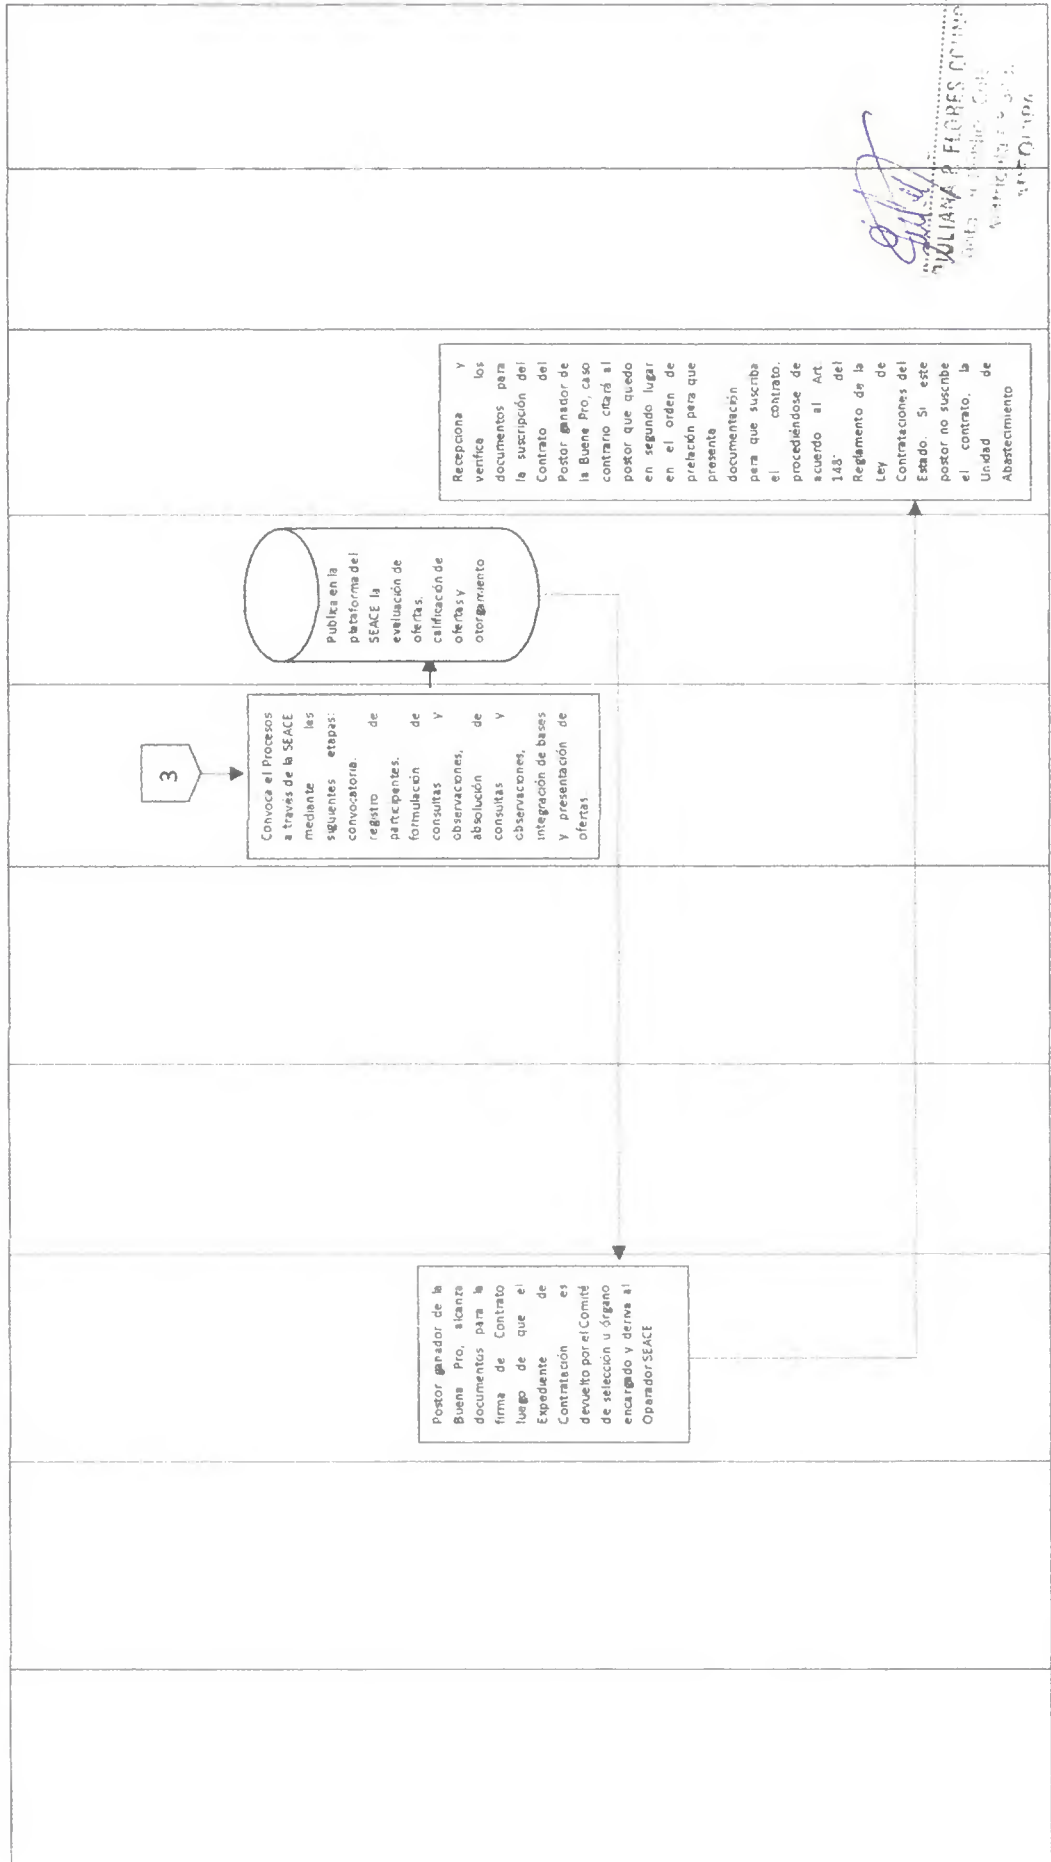 3
Convoca el Procesos
a través de la SEACE
mediante las
siguientes etapas:
convocatoria, registro de
participantes,
formulación de
consultas y
observaciones,
absolución de
consultas y
observaciones,
integración de bases
y presentación de
ofertas
Publica en la
plataforma del
SEACE la
evaluación de
ofertas,
calificación de
ofertas y
otorgamiento
Postor ganador de la
Buena Pro, alcanza
documentos para la
firma de Contrato
luego de que el
Expediente de
Contratación es
devuelto por el Comité
de selección u órgano
encargado y deriva al
Oparador SEACE
Recepciona y
verifica los
documentos para
la suscripción del
Contrato del
Postor ganador de
la Buena Pro, caso
contrario citará al
postor que quedo
en segundo lugar
en el orden de
prelación para que
presenta
documentación
para que suscriba
el contrato,
procediéndose de
acuerdo al Art.
148° del
Reglamento de la
Ley de
Contrataciones del
Estado. Si este
postor no suscribe
el contrato, la
Unidad de
Abastecimiento
FLORES